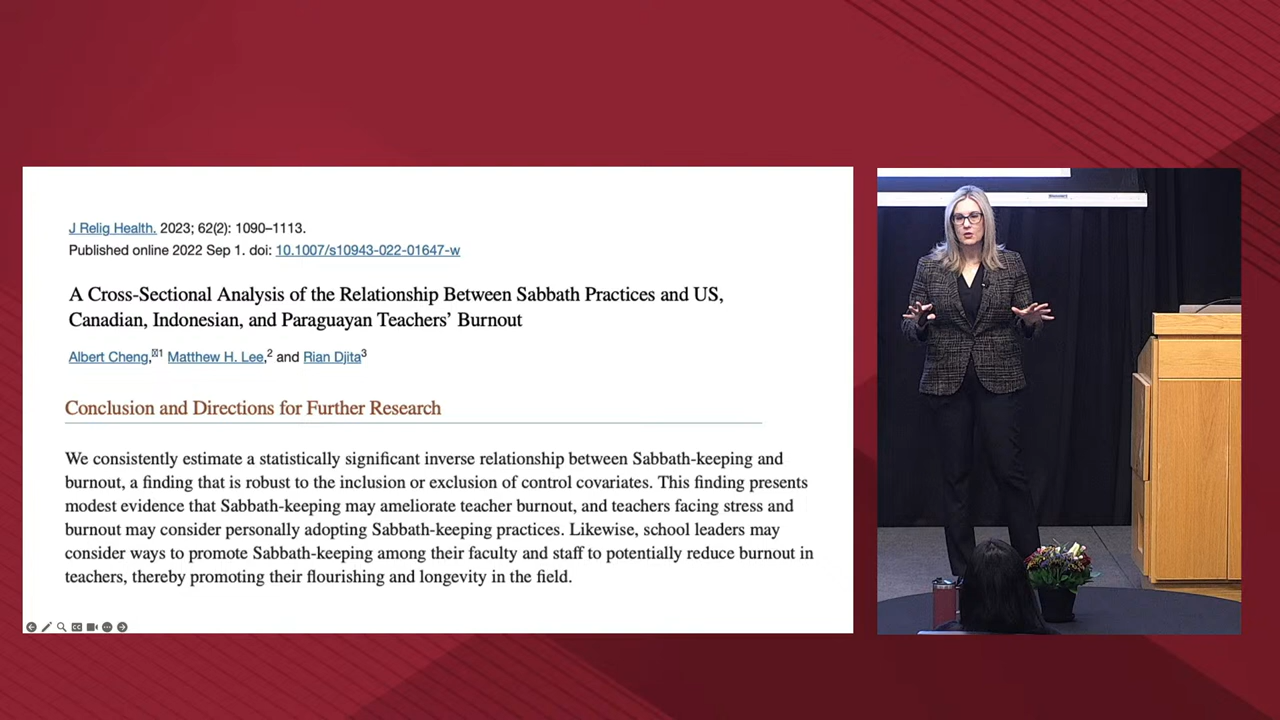 J Relig Health. 2023; 62(2): 1090–1113.
Published online 2022 Sep 1. doi: 10.1007/s10943-022-01647-w
A Cross-Sectional Analysis of the Relationship Between Sabbath Practices and US,
Canadian, Indonesian, and Paraguayan Teachers’ Burnout
Albert Cheng,1 Matthew H. Lee,2 and Rian Djita3
Conclusion and Directions for Further Research
We consistently estimate a statistically significant inverse relationship between Sabbath-keeping and
burnout, a finding that is robust to the inclusion or exclusion of control covariates. This finding presents
modest evidence that Sabbath-keeping may ameliorate teacher burnout, and teachers facing stress and
burnout may consider personally adopting Sabbath-keeping practices. Likewise, school leaders may
consider ways to promote Sabbath-keeping among their faculty and staff to potentially reduce burnout in
teachers, thereby promoting their flourishing and longevity in the field.